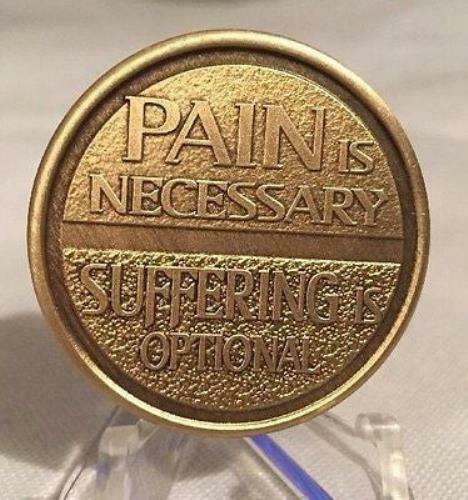 PAIN IS
NECESSARY
SUFFERING is
OPTIONAL